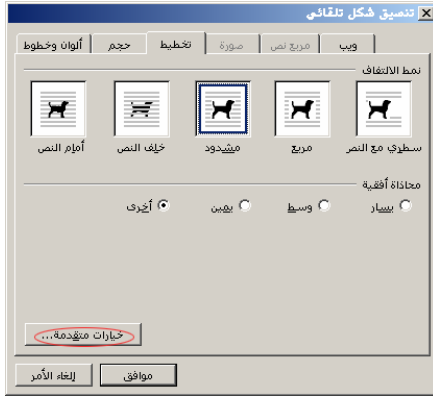 تنسيق شكل تلقائي
ألوان وخطوط حجم تخطيط صورة مربع نص ويب
نمط الالتفاف
سطري مع النص مربع مشدود خلف النص أمام النص
محاذاة أفقية
يسار وسط يمين أخرى
خيارات متقدمة...
موافق إلغاء الأمر